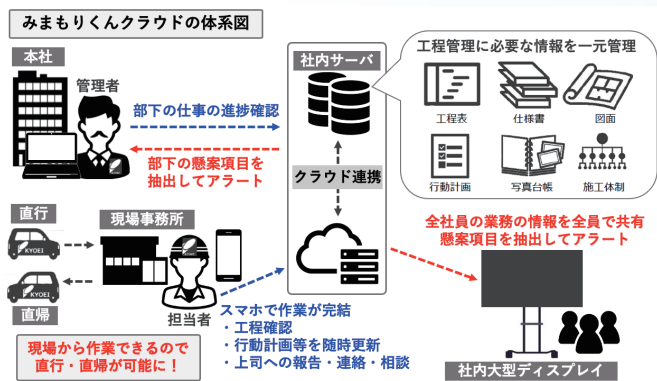 みまもりくんクラウドの体系図
本社
管理者
部下の仕事の進捗確認
部下の懸案項目を
抽出してアラート
社内サーバ
クラウド連携
工程管理に必要な情報を一元管理
工程表
仕様書
図面
行動計画
写真台帳
施工体制
直行
KYOEI
KYOEI
直帰
現場事務所
担当者
現場から作業できるので
直行・直帰が可能に！
スマホで作業が完結
・工程確認
・行動計画等を随時更新
・上司への報告・連絡・相談
全社員の業務の情報を全員で共有
懸案項目を抽出してアラート
社内大型ディスプレイ